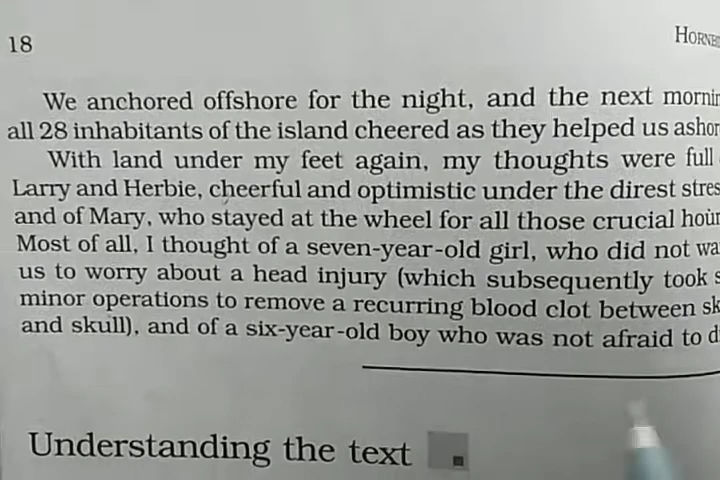 18
We anchored offshore for the night, and the next
all 28 inhabitants of the island cheered as they helped us
With land under my feet again, my thoughts were full
Larry and Herbie, cheerful and optimistic under the direst
and of Mary, who stayed at the wheel for all those crucial
Most of all, I thought of a seven-year-old girl, who did not
us to worry about a head injury (which subsequently took
minor operations to remove a recurring blood clot between
and skull), and of a six-year-old boy who was not afraid to
Understanding the text